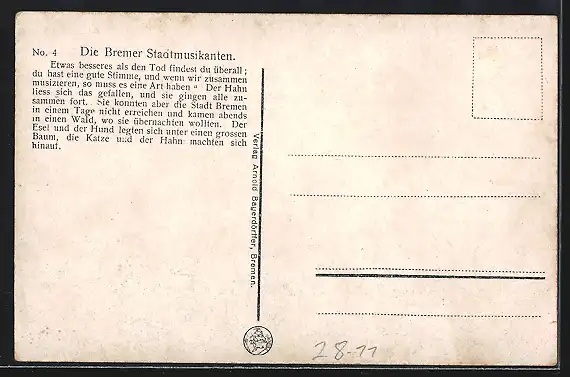 No. 4 Die Bremer Stadtmusikanten.
Etwas besseres als den Tod findest du überall;
du hast eine gute Stimme, und wenn wir zusammen
musizieren, so muss es eine Art haben" Der Hahn
liess sich das gefallen, und sie gingen alle zu-
sammen fort. Sie konnten aber die Stadt Bremen
in einem Tage nicht erreichen und kamen abends
in einen Wald, wo sie übernachten wollten. Der
Esel und der Hund legten sich unter einen grossen
Baum, die Katze und der Hahn machten sich
hinauf.
Verlag Arnold Bayerdörffer, Bremen.
28-11